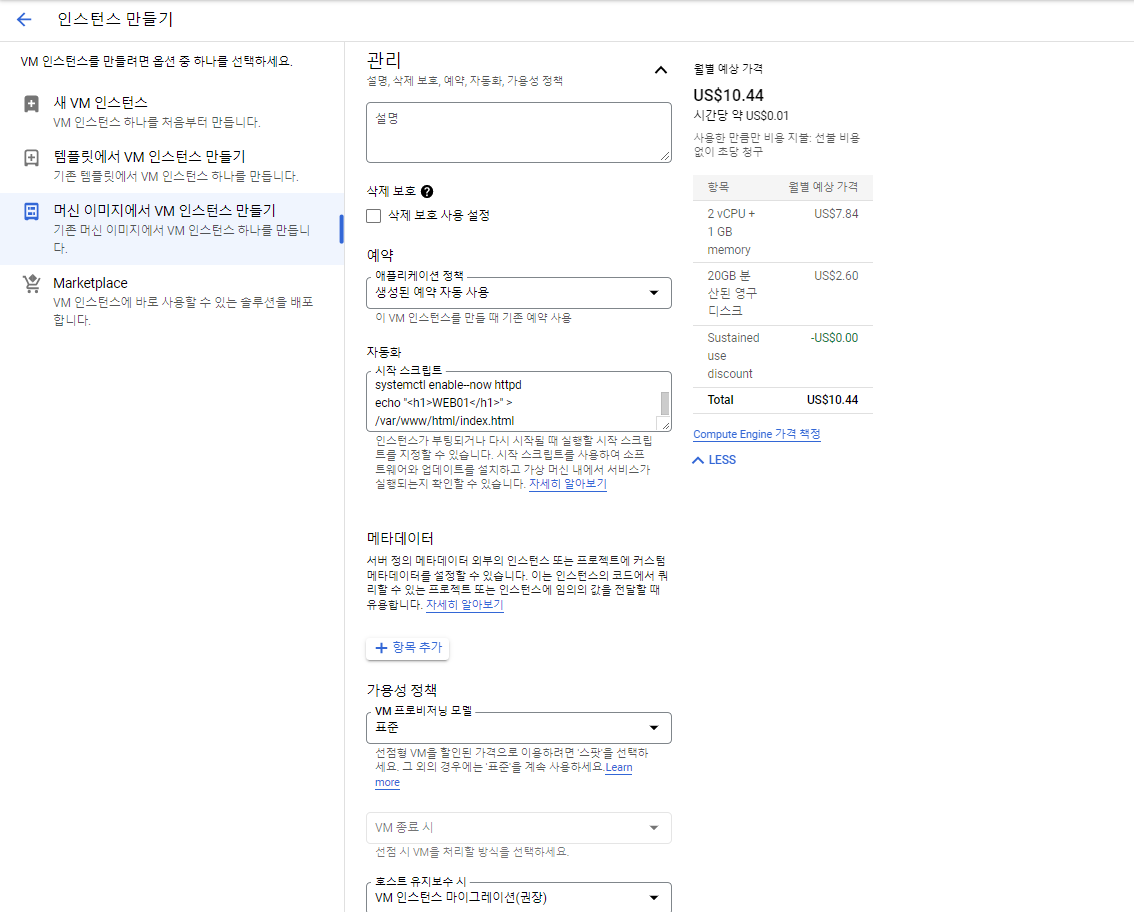 인스턴스 만들기
VM 인스턴스를 만들려면 옵션 중 하나를 선택하세요.
새 VM 인스턴스
VM 인스턴스 하나를 처음부터 만듭니다.
템플릿에서 VM 인스턴스 만들기
기존 템플릿에서 VM 인스턴스 하나를 만듭니다.
머신 이미지에서 VM 인스턴스 만들기
기존 머신 이미지에서 VM 인스턴스 하나를 만듭니
다.
Marketplace
VM 인스턴스에 바로 사용할 수 있는 솔루션을 배포
합니다.
관리
설명, 삭제 보호, 예약, 자동화, 가용성 정책
설명
삭제 보호
삭제 보호 사용 설정
예약
애플리케이션 정책
생성된 예약 자동 사용
이 VM 인스턴스를 만들 때 기존 예약 사용
자동화
시작 스크립트
systemctl enable--now httpd
echo "<h1>WEB01</h1>" >
/var/www/html/index.html
인스턴스가 부팅되거나 다시 시작될 때 실행할 시작 스크립
트를 지정할 수 있습니다. 시작 스크립트를 사용하여 소프
트웨어와 업데이트를 설치하고 가상 머신 내에서 서비스가
실행되는지 확인할 수 있습니다. 자세히 알아보기
메타데이터
서버 정의 메타데이터 외부의 인스턴스 또는 프로젝트에 커스텀
메타데이터를 설정할 수 있습니다. 이는 인스턴스의 코드에서 쿼
리할 수 있는 프로젝트 또는 인스턴스에 임의의 값을 전달할 때
유용합니다. 자세히 알아보기
+ 항목 추가
가용성 정책
VM 프로비저닝 모델
표준
선점형 VM을 할인된 가격으로 이용하려면 '스팟'을 선택하
세요. 그 외의 경우에는 '표준'을 계속 사용하세요.Learn
more
VM 종료 시
선점 시 VM을 처리할 방식을 선택하세요.
호스트 유지보수 시
VM 인스턴스 마이그레이션(권장)
월별 예상 가격
US$10.44
시간당 약 US$0.01
사용한 만큼만 비용 지불: 선불 비용
없이 초당 청구
항목 월별 예상 가격
2 vCPU + US$7.84
1 GB
memory
20GB 분 US$2.60
산된 영구
디스크
Sustained -US$0.00
use
discount
Total US$10.44
Compute Engine 가격 책정
LESS